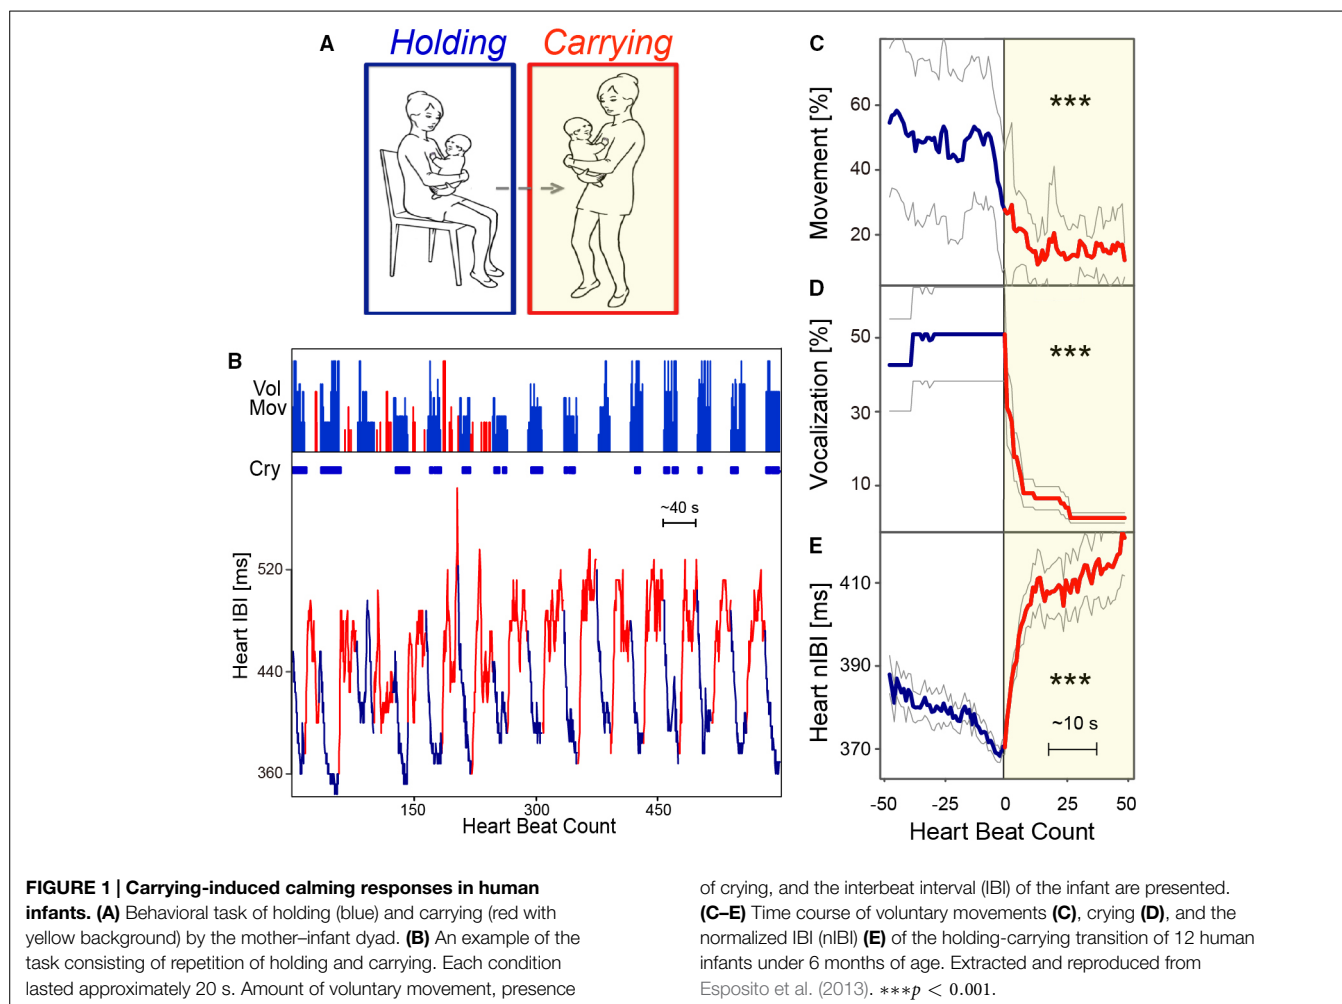 A
Holding
Carrying
B
Vol
Mov
Cry
~40 s
Heart IBI [ms]
520
440
360
150
300
450
Heart Beat Count
C
Movement [%]
60
40
20
***
D
Vocalization [%]
50
30
10
***
E
Heart nIBI [ms]
410
390
370
***
~10 s
-50
-25
0
25
50
Heart Beat Count
FIGURE 1 | Carrying-induced calming responses in human
infants. (A) Behavioral task of holding (blue) and carrying (red with
yellow background) by the mother–infant dyad. (B) An example of the
task consisting of repetition of holding and carrying. Each condition
lasted approximately 20 s. Amount of voluntary movement, presence
of crying, and the interbeat interval (IBI) of the infant are presented.
(C–E) Time course of voluntary movements (C), crying (D), and the
normalized IBI (nIBI) (E) of the holding-carrying transition of 12 human
infants under 6 months of age. Extracted and reproduced from
Esposito et al. (2013). ***p < 0.001.